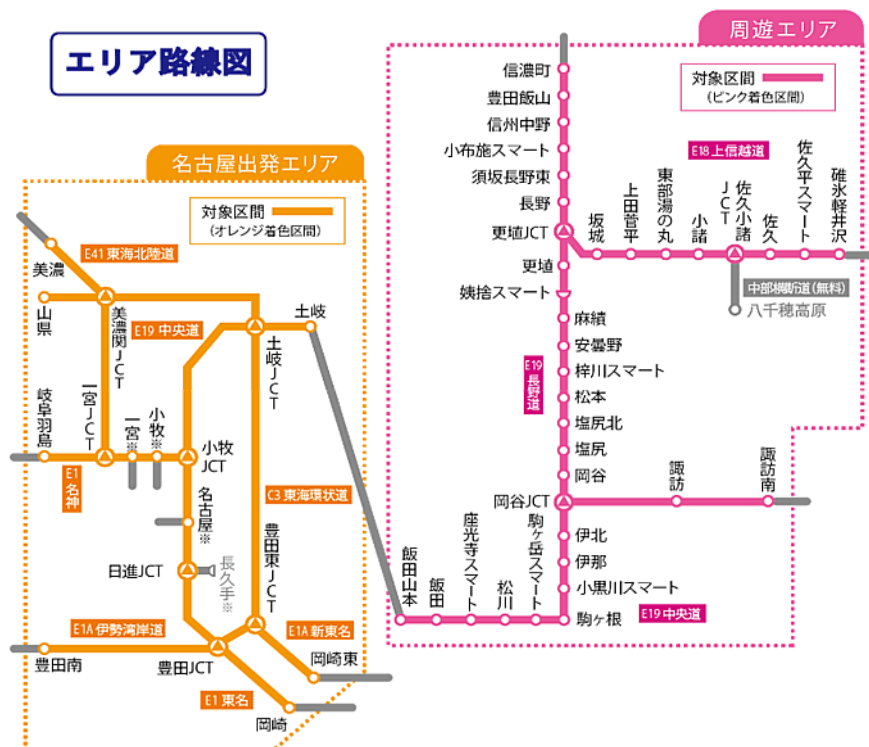 エリア路線図
周遊エリア
対象区間
(ピンク着色区間)
信濃町
豊田飯山
信州中野
小布施スマート
須坂長野東
長野
更埴JCT
更埴
姨捨スマート
麻績
安曇野
梓川スマート
松本
塩尻北
塩尻
岡谷
岡谷JCT
伊北
伊那
小黒川スマート
駒ヶ根
E18 上信越道
坂城
上田菅平
東部湯の丸
小諸
佐久小諸
JCT
佐久
佐久平スマート
碓氷軽井沢
中部横断道(無料)
八千穂高原
E19
長野道
諏訪
諏訪南
E19 中央道
駒ヶ岳スマート
松川
座光寺スマート
飯田
飯田山本
名古屋出発エリア
対象区間
(オレンジ着色区間)
E41 東海北陸道
美濃
山県
美濃関JCT
E19 中央道
土岐
土岐JCT
岐阜羽島
一宮JCT
一宮※
小牧※
小牧
JCT
E1
名神
名古屋※
C3 東海環状道
日進JCT
長久手※
豊田東JCT
E1A 伊勢湾岸道
E1A 新東名
豊田南
豊田JCT
岡崎東
E1 東名
岡崎